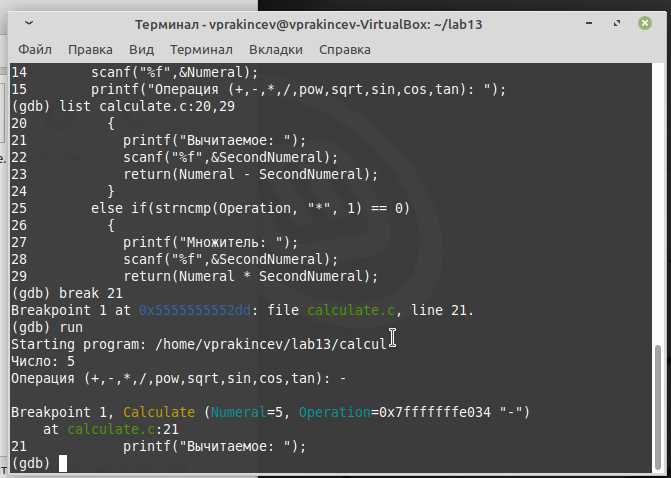 Терминал - vprakincev@vprakincev-VirtualBox: ~/lab13
Файл Правка Вид Терминал Вкладки Справка
14        scanf("%f",&Numeral);
15        printf("Операция (+,-,*,/,pow,sqrt,sin,cos,tan): ");
(gdb) list calculate.c:20,29
20          {
21            printf("Вычитаемое: ");
22            scanf("%f",&SecondNumeral);
23            return(Numeral - SecondNumeral);
24          }
25        else if(strncmp(Operation, "*", 1) == 0)
26          {
27            printf("Множитель: ");
28            scanf("%f",&SecondNumeral);
29            return(Numeral * SecondNumeral);
(gdb) break 21
Breakpoint 1 at 0x5555555552dd: file calculate.c, line 21.
(gdb) run
Starting program: /home/vprakincev/lab13/calcul
Число: 5
Операция (+,-,*,/,pow,sqrt,sin,cos,tan): -
Breakpoint 1, Calculate (Numeral=5, Operation=0x7fffffffe034 "-")
    at calculate.c:21
21            printf("Вычитаемое: ");
(gdb)